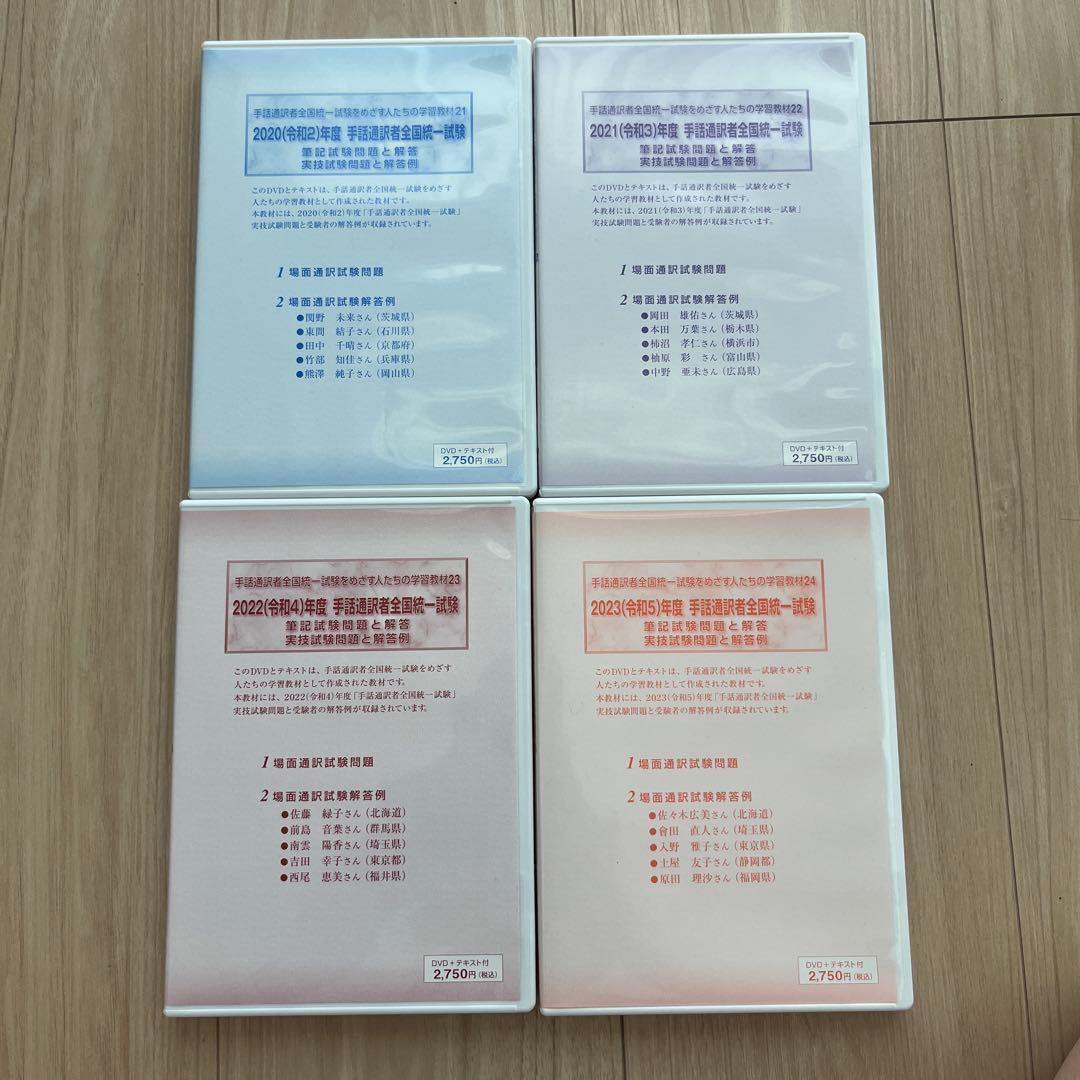 手話通訳者全国統一試験をめざす人たちの学習教材21
2020(令和2)年度 手話通訳者全国統一試験
筆記試験問題と解答
実技試験問題と解答例
このDVDとテキストは、手話通訳者全国統一試験をめざす
人たちの学習教材として作成された教材です。
本教材には、2020(令和2)年度「手話通訳者全国統一試験」
実技試験問題と受験者の解答例が収録されています。
1 場面通訳試験問題
2 場面通訳試験解答例
●関野 未来さん(茨城県)
●東間 結子さん(石川県)
●田中 千晴さん(京都府)
●竹部 知佳さん(兵庫県)
●熊澤 純子さん(岡山県)
DVD+テキスト付
2,750円(税込)
手話通訳者全国統一試験をめざす人たちの学習教材22
2021(令和3)年度 手話通訳者全国統一試験
筆記試験問題と解答
実技試験問題と解答例
このDVDとテキストは、手話通訳者全国統一試験をめざす
人たちの学習教材として作成された教材です。
本教材には、2021(令和3)年度「手話通訳者全国統一試験」
実技試験問題と受験者の解答例が収録されています。
1 場面通訳試験問題
2 場面通訳試験解答例
●岡田 雄佑さん(茨城県)
●本田 万葉さん(栃木県)
●柿沼 孝仁さん(横浜市)
●柚原 彩 さん(富山県)
●中野 亜未さん(広島県)
DVD+テキスト付
2,750円(税込)
手話通訳者全国統一試験をめざす人たちの学習教材23
2022(令和4)年度 手話通訳者全国統一試験
筆記試験問題と解答
実技試験問題と解答例
このDVDとテキストは、手話通訳者全国統一試験をめざす
人たちの学習教材として作成された教材です。
本教材には、2022(令和4)年度「手話通訳者全国統一試験」
実技試験問題と受験者の解答例が収録されています。
1 場面通訳試験問題
2 場面通訳試験解答例
●佐藤 緑子さん(北海道)
●前島 音葉さん(群馬県)
●南雲 陽香さん(埼玉県)
●吉田 幸子さん(東京都)
●西尾 恵美さん(福井県)
DVD+テキスト付
2,750円(税込)
手話通訳者全国統一試験をめざす人たちの学習教材24
2023(令和5)年度 手話通訳者全国統一試験
筆記試験問題と解答
実技試験問題と解答例
このDVDとテキストは、手話通訳者全国統一試験をめざす
人たちの学習教材として作成された教材です。
本教材には、2023(令和5)年度「手話通訳者全国統一試験」
実技試験問題と受験者の解答例が収録されています。
1 場面通訳試験問題
2 場面通訳試験解答例
●佐々木広美さん(北海道)
●會田 直人さん(埼玉県)
●入野 雅子さん(東京県)
●土屋 友子さん(静岡都)
●原田 理沙さん(福岡県)
DVD+テキスト付
2,750円(税込)